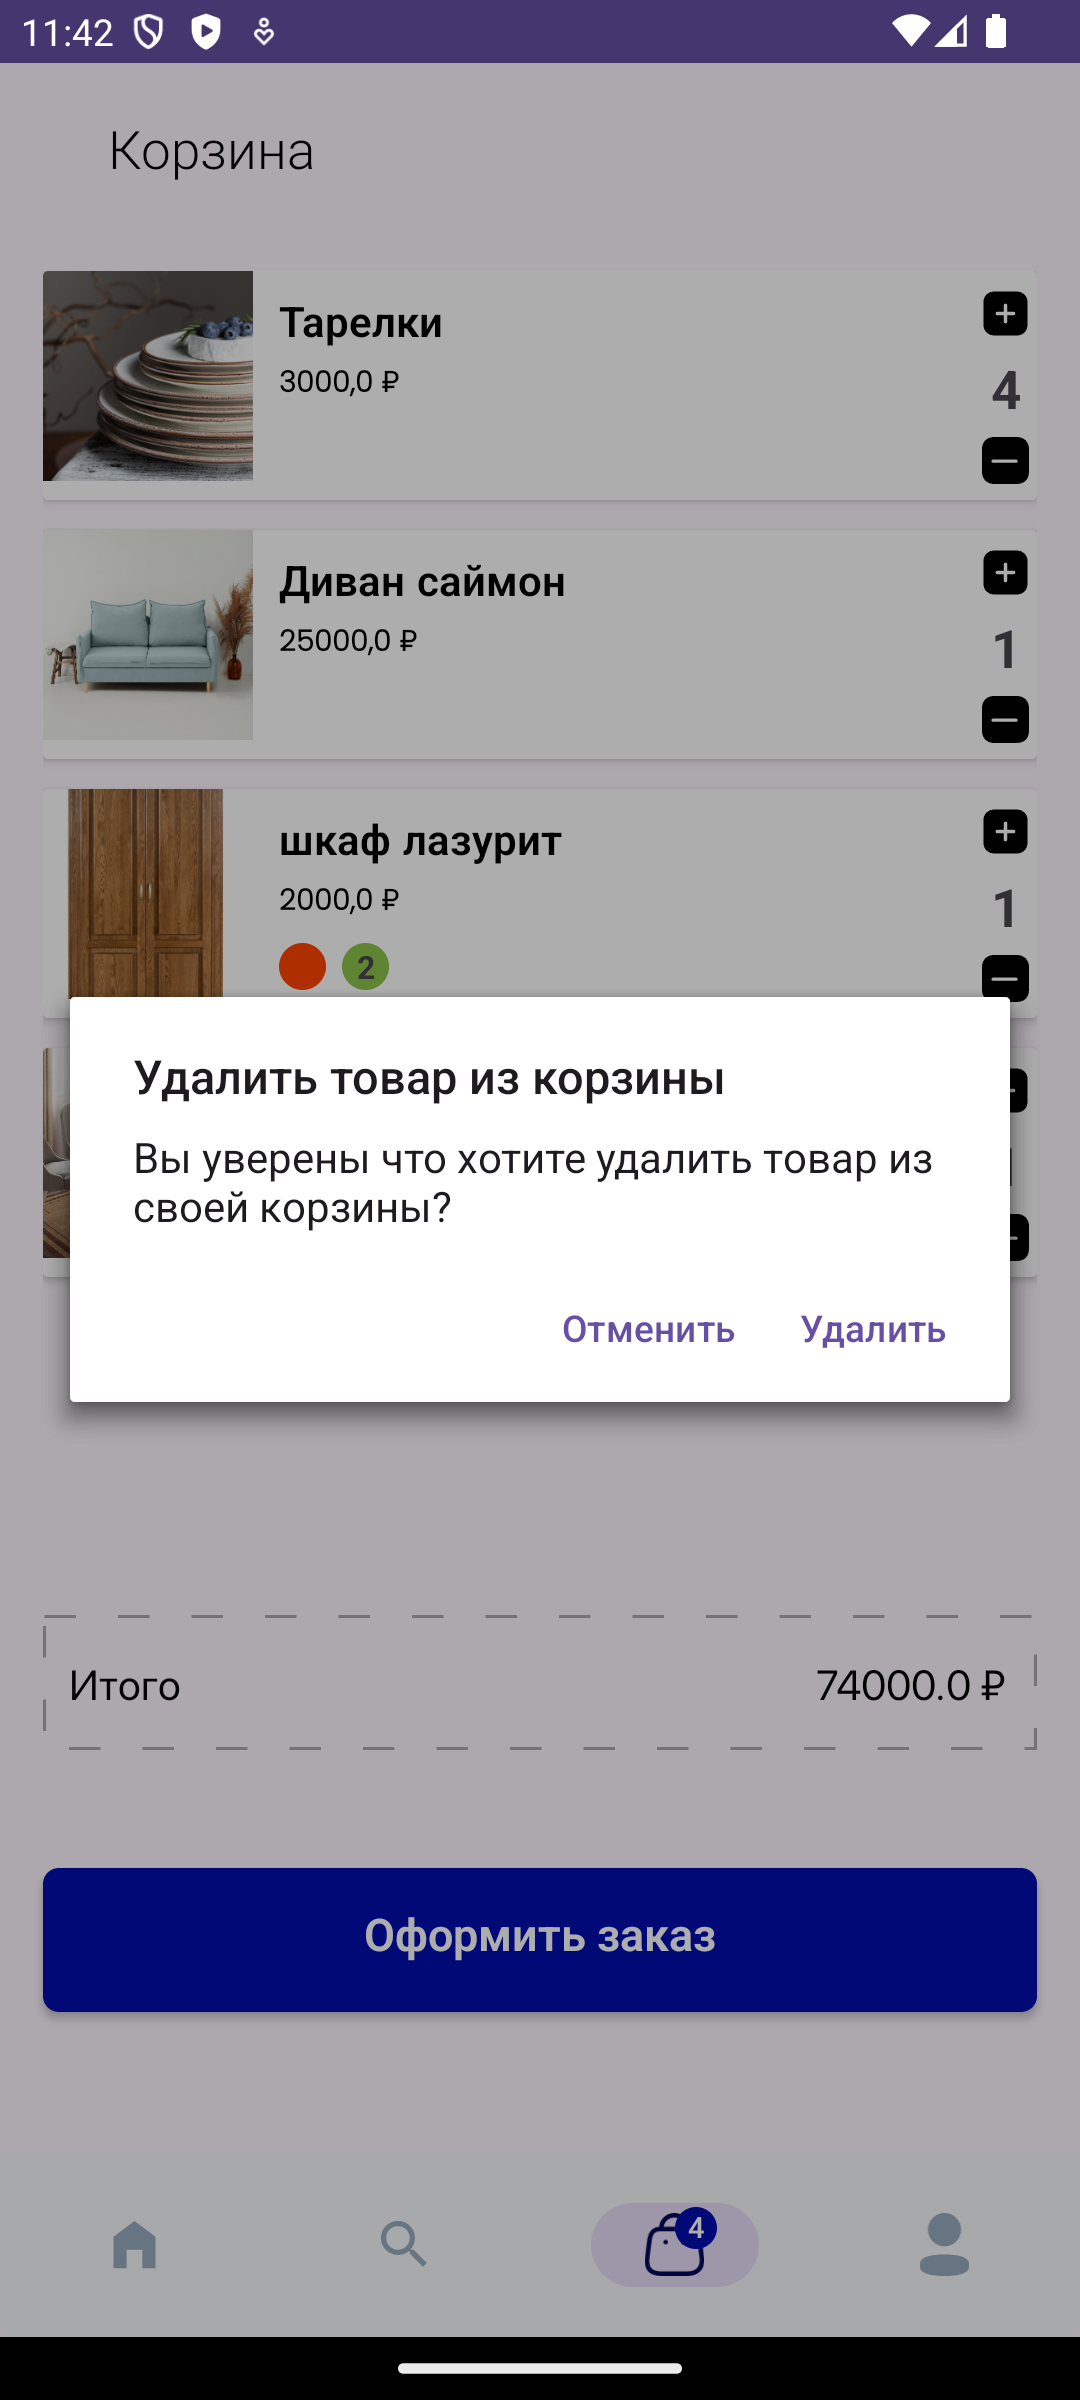 11:42
Корзина
Тарелки
3000,0 ₽
4
Диван саймон
25000,0 ₽
1
шкаф лазурит
2000,0 ₽
1
2
Удалить товар из корзины
Вы уверены что хотите удалить товар из
своей корзины?
Отменить Удалить
Итого 74000.0 ₽
Оформить заказ
4